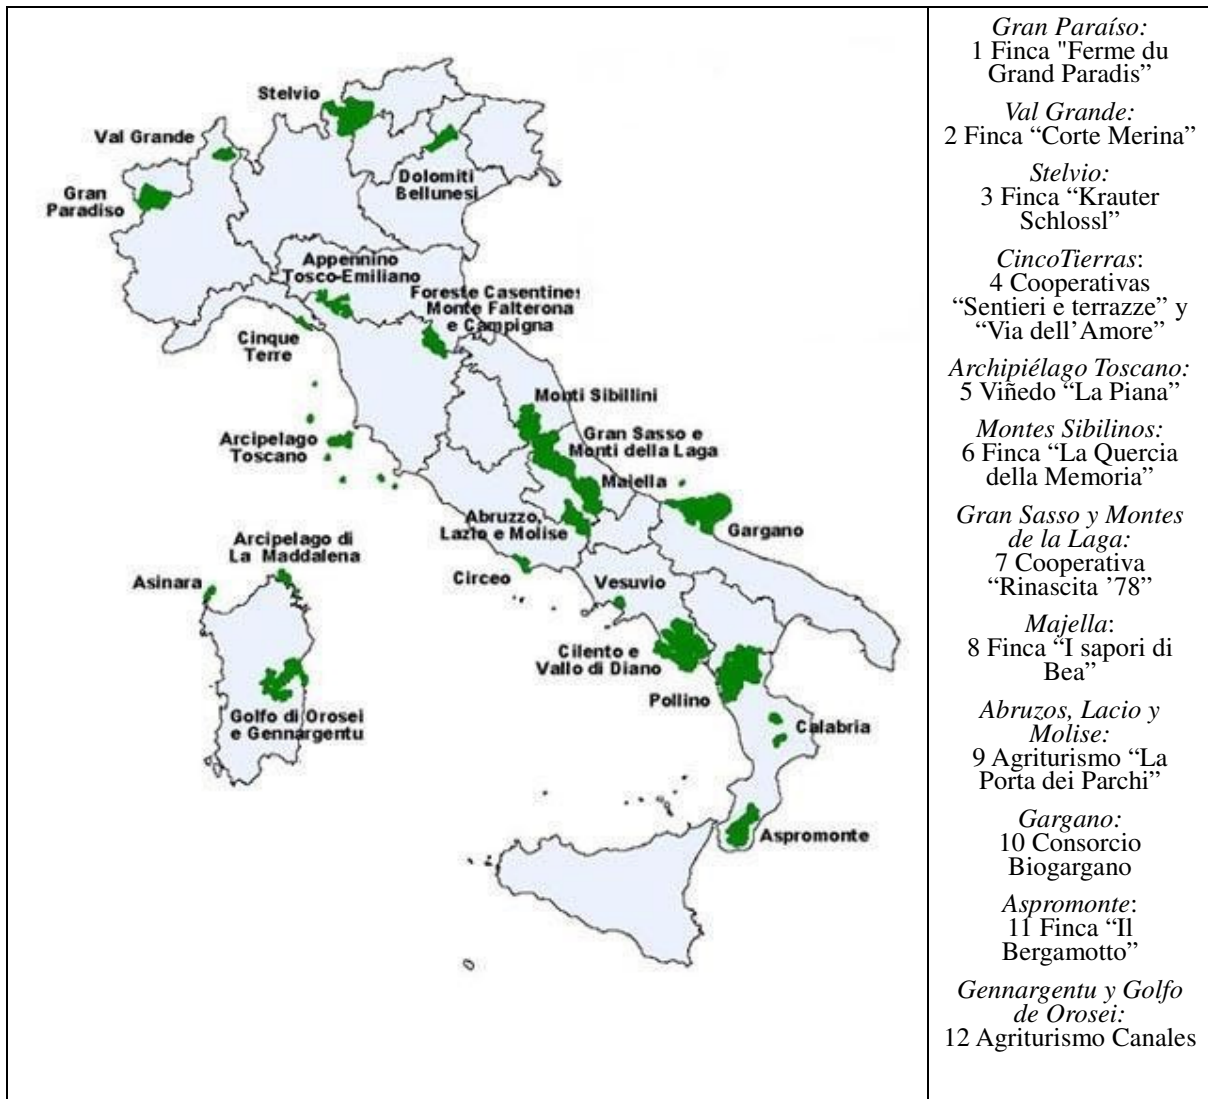 Stelvio
Val Grande
Gran
Paradiso
Dolomiti
Bellunesi
Appennino
Tosco-Emiliano
Foreste Casentines
Monte Falterona
e Campigna
Cinque
Terre
Monti Sibillini
Arcipelago
Toscano
Gran Sasso e
Monti della Laga
Maiella
Abruzzo,
Lazio e Molise
Gargano
Arcipelago di
La Maddalena
Asinara
Circeo
Vesuvio
Cilento e
Vallo di Diano
Pollino
Golfo di Orosei
e Gennargentu
Calabria
Aspromonte
Gran Paraíso:
1 Finca "Ferme du
Grand Paradis”
Val Grande:
2 Finca “Corte Merina”
Stelvio:
3 Finca “Krauter
Schlossl”
CincoTierras:
4 Cooperativas
“Sentieri e terrazze” y
“Via dell’Amore”
Archipiélago Toscano:
5 Viñedo “La Piana”
Montes Sibilinos:
6 Finca “La Quercia
della Memoria”
Gran Sasso y Montes
de la Laga:
7 Cooperativa
“Rinascita ’78”
Majella:
8 Finca “I sapori di
Bea”
Abruzos, Lacio y
Molise:
9 Agriturismo “La
Porta dei Parchi”
Gargano:
10 Consorcio
Biogargano
Aspromonte:
11 Finca “Il
Bergamotto”
Gennargentu y Golfo
de Orosei:
12 Agriturismo Canales